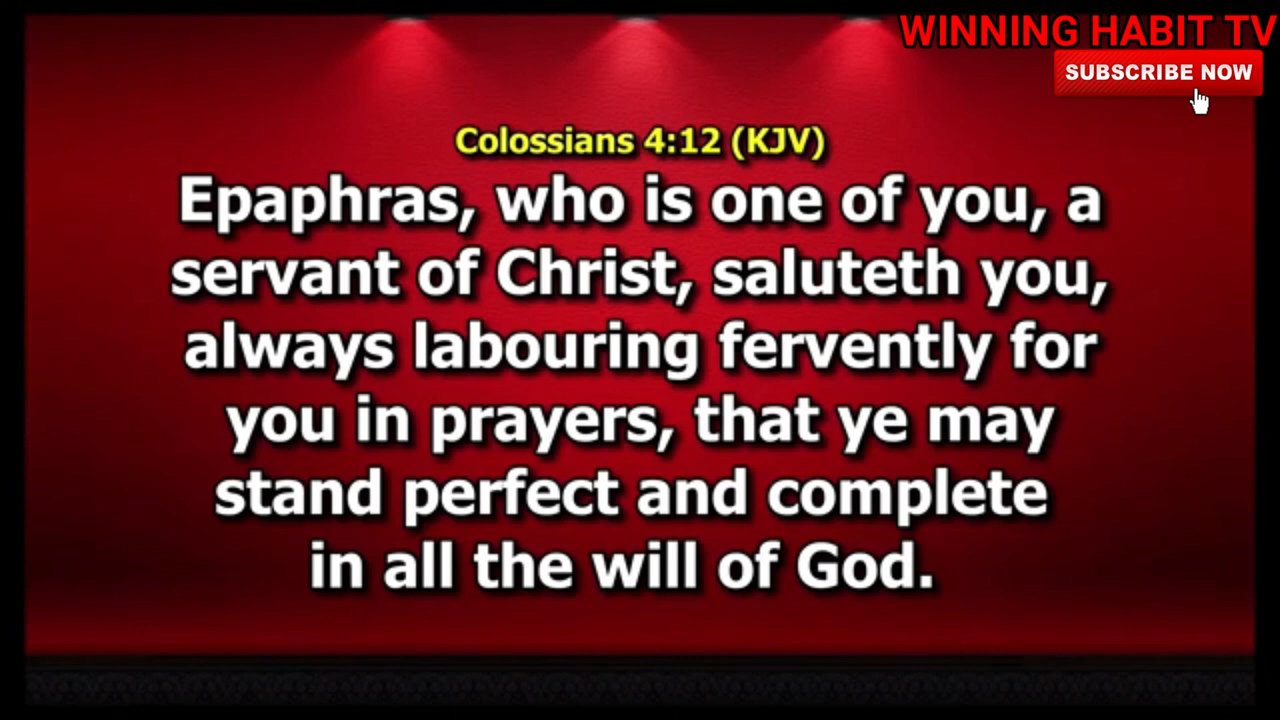 WINNING HABIT TV
SUBSCRIBE NOW
Colossians 4:12 (KJV)
Epaphras, who is one of you, a
servant of Christ, saluteth you,
always labouring fervently for
you in prayers, that ye may
stand perfect and complete
in all the will of God.